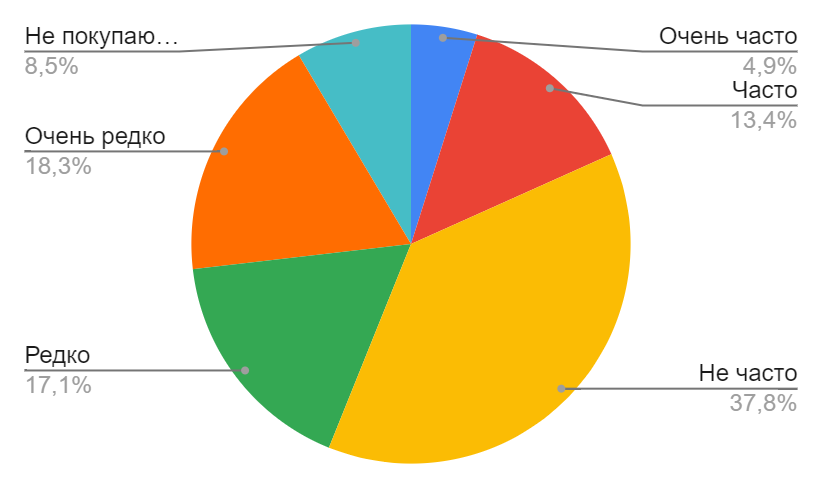 Не покупаю…
8,5%
Очень редко
18,3%
Редко
17,1%
Очень часто
4,9%
Часто
13,4%
Не часто
37,8%